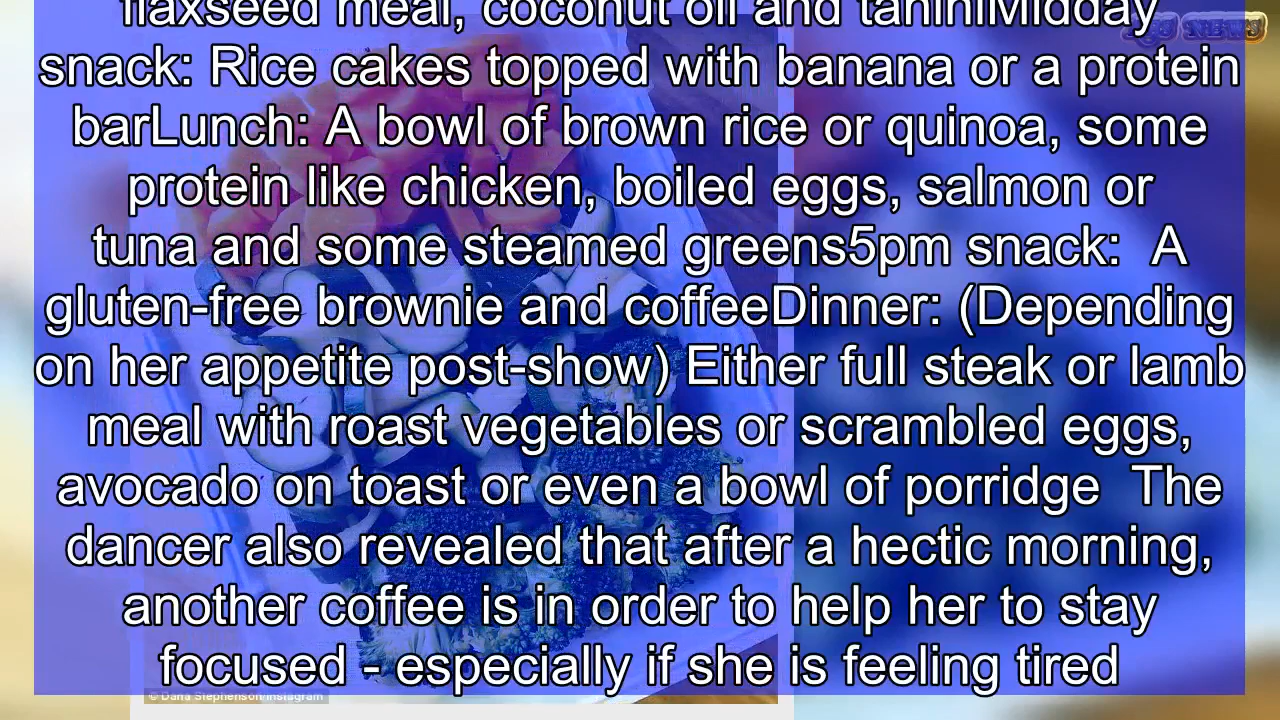 flaxseed meal, coconut oil and tahiniMidday
snack: Rice cakes topped with banana or a protein
barLunch: A bowl of brown rice or quinoa, some
protein like chicken, boiled eggs, salmon or
tuna and some steamed greens5pm snack:  A
gluten-free brownie and coffeeDinner: (Depending
on her appetite post-show) Either full steak or lamb
meal with roast vegetables or scrambled eggs,
avocado on toast or even a bowl of porridge  The
dancer also revealed that after a hectic morning,
another coffee is in order to help her to stay
focused - especially if she is feeling tired
© Dana Stephenson/Instagram